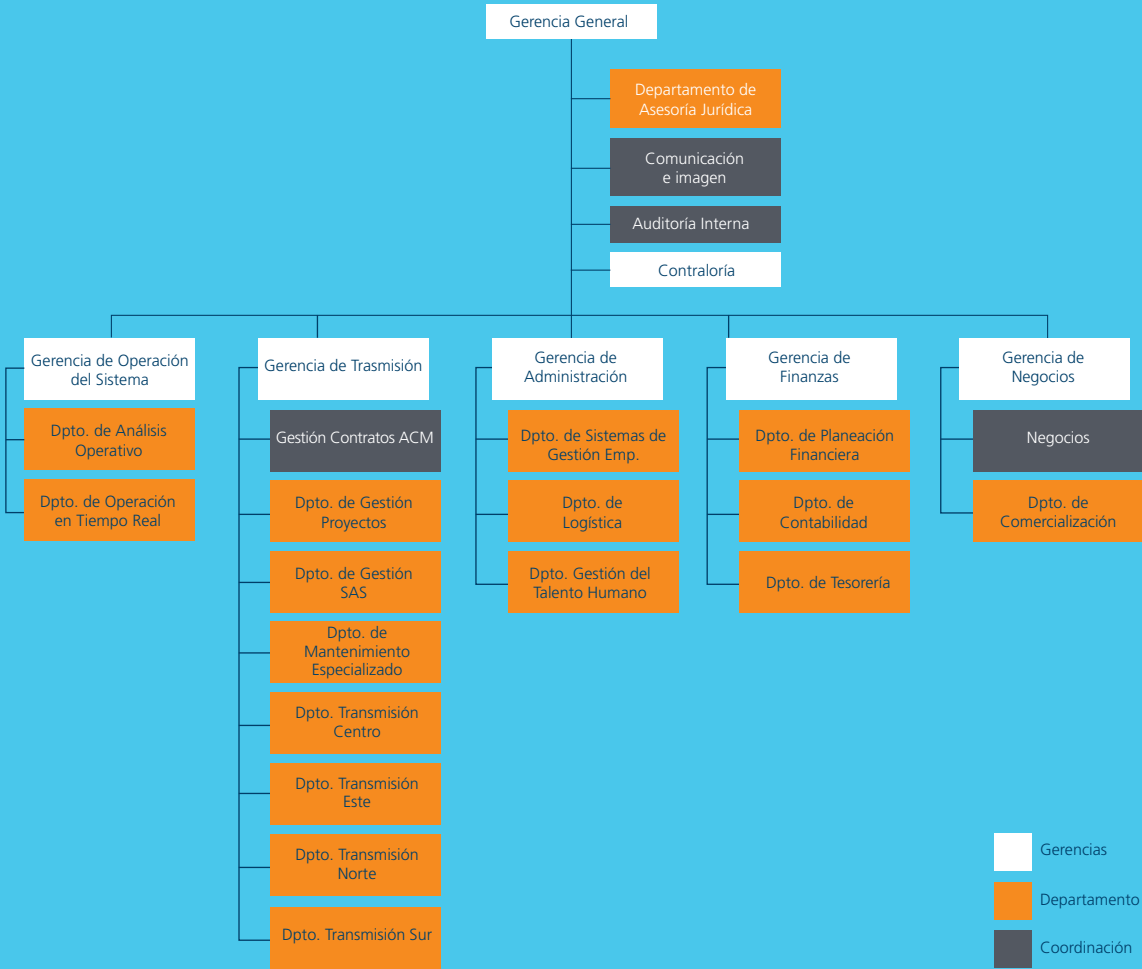 Gerencia General
Departamento de
Asesoría Jurídica
Comunicación
e imagen
Auditoría Interna
Contraloría
Gerencia de Operación
del Sistema
Dpto. de Análisis
Operativo
Dpto. de Operación
en Tiempo Real
Gerencia de Trasmisión
Gestión Contratos ACM
Dpto. de Gestión
Proyectos
Dpto. de Gestión
SAS
Dpto. de
Mantenimiento
Especializado
Dpto. Transmisión
Centro
Dpto. Transmisión
Este
Dpto. Transmisión
Norte
Dpto. Transmisión Sur
Gerencia de
Administración
Dpto. de Sistemas de
Gestión Emp.
Dpto. de
Logística
Dpto. Gestión del
Talento Humano
Gerencia de
Finanzas
Dpto. de Planeación
Financiera
Dpto. de
Contabilidad
Dpto. de Tesorería
Gerencia de
Negocios
Negocios
Dpto. de
Comercialización
Gerencias
Departamento
Coordinación